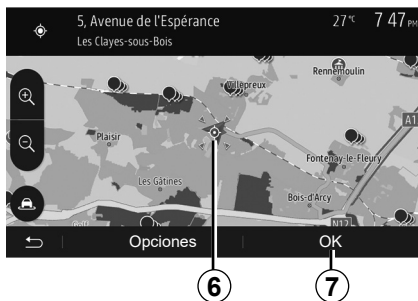 5, Avenue de l'Espérance
27 °C
7 47 PM
Les Clayes-sous-Bois
Rennemoulin
Villepreux
A1
Plaisir
Fontenay-le-Fleury
Les Gâtines
Bois-d'Arcy
N12
Opciones
OK
6
7